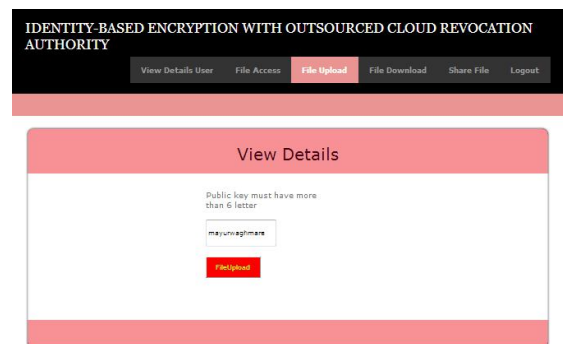 IDENTITY-BASED ENCRYPTION WITH OUTSOURCED CLOUD REVOCATION
AUTHORITY
View Details User File Access File Upload File Download Share File Logout
View Details
Public key must have more
than 6 letter
mayurwaghmare
FileUpload